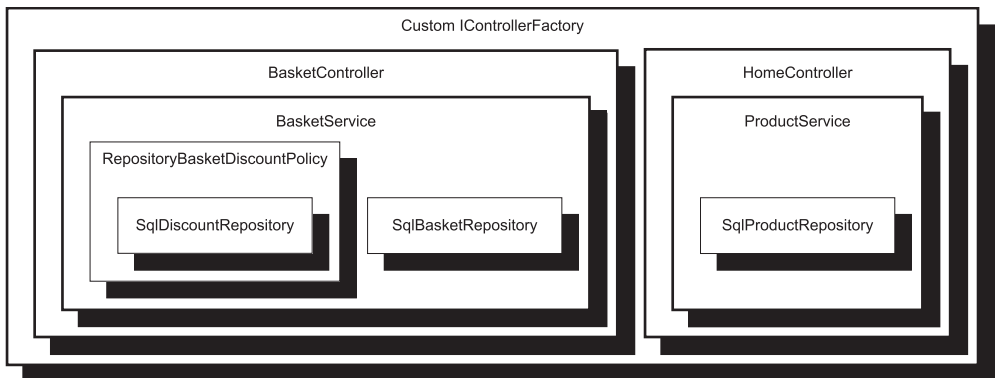 Custom IControllerFactory
BasketController
HomeController
BasketService
ProductService
RepositoryBasketDiscountPolicy
SqlDiscountRepository
SqlBasketRepository
SqlProductRepository